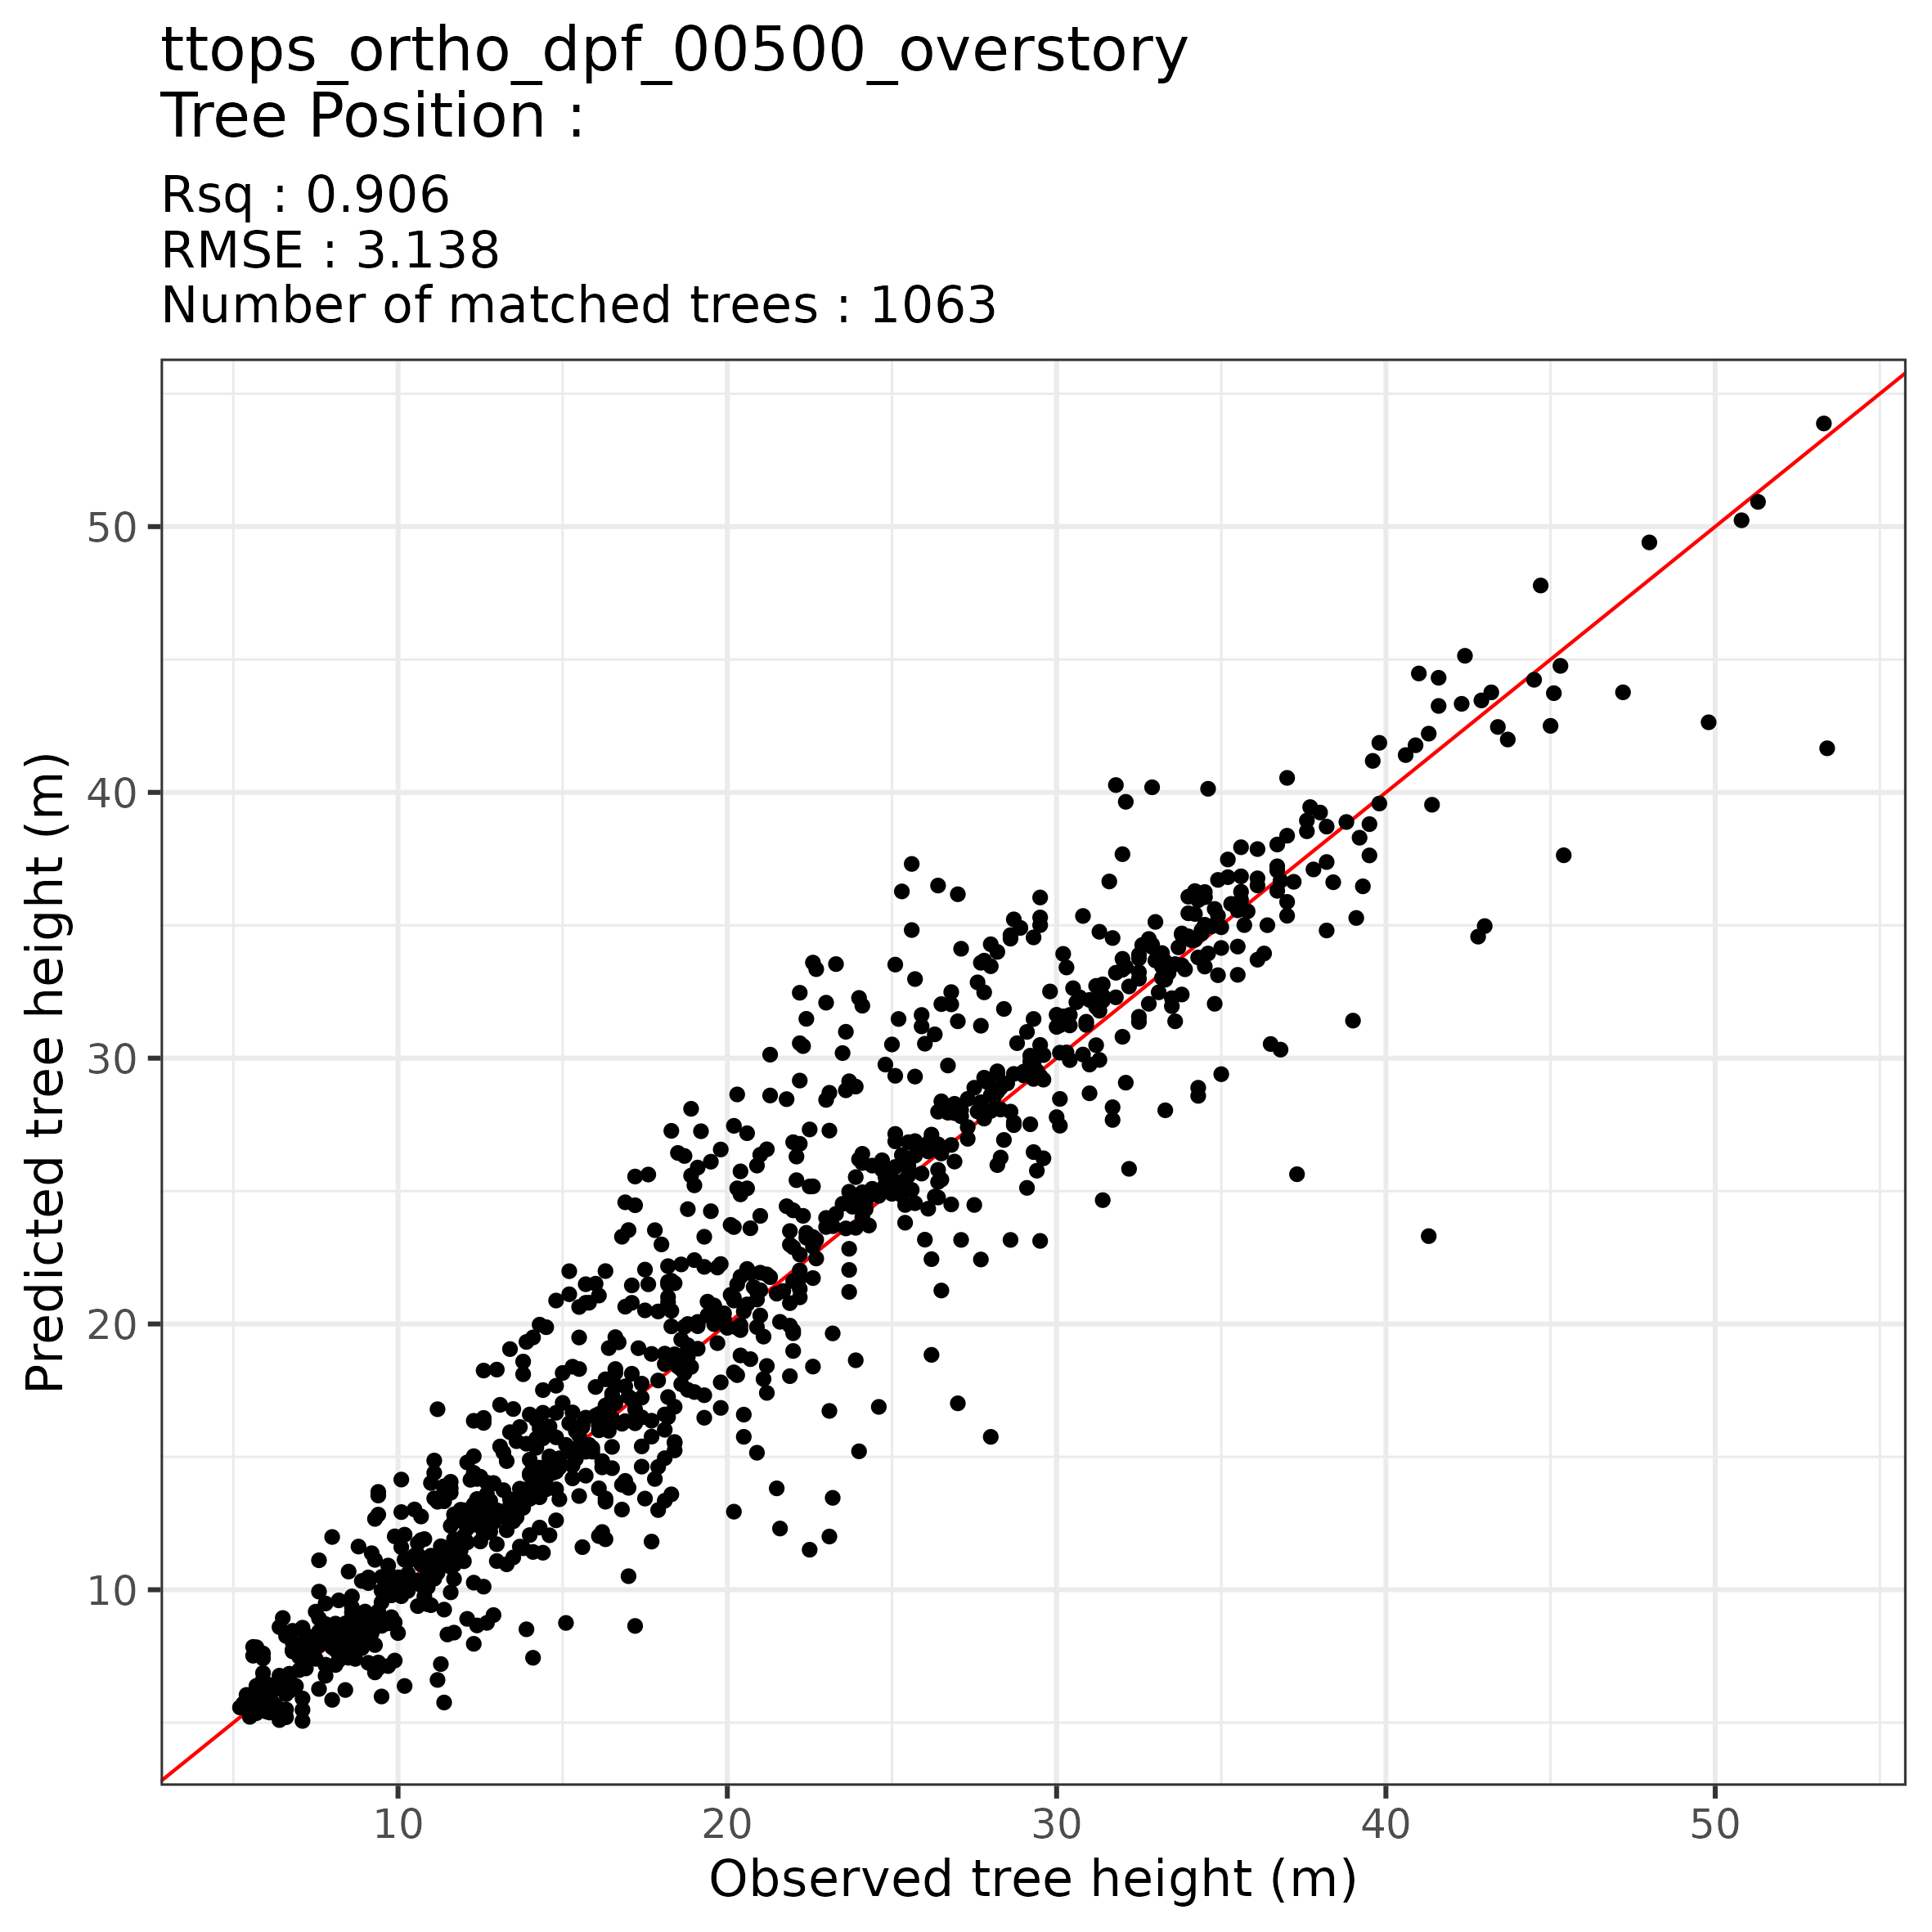 ttops_ortho_dpf_00500_overstory
Tree Position :
Rsq : 0.906
RMSE : 3.138
Number of matched trees : 1063
Predicted tree height (m)
50
40
30
20
10
10 20 30 40 50
Observed tree height (m)